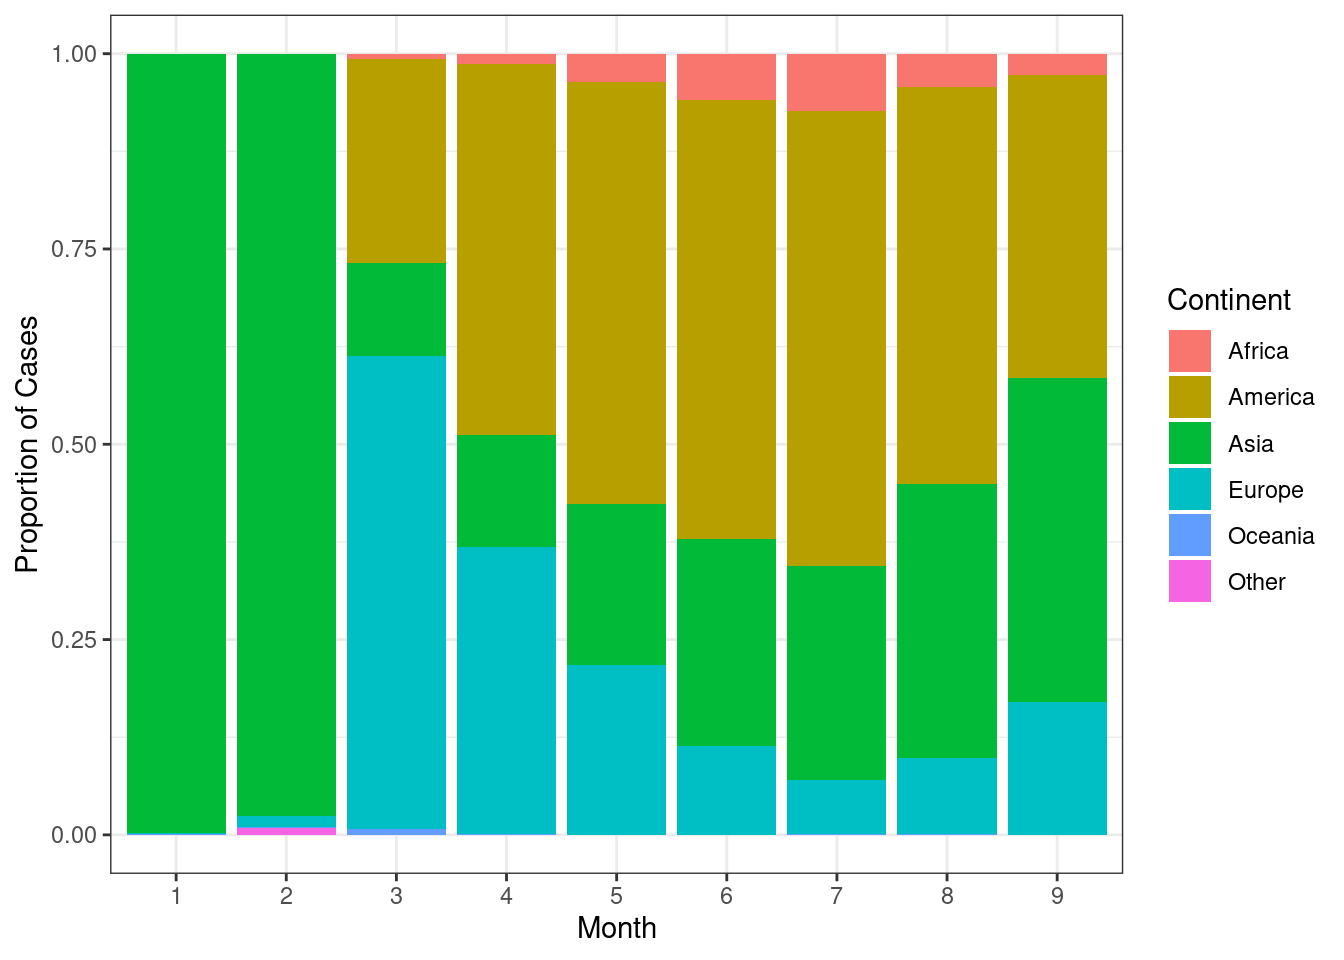 1.00
0.75
0.50
0.25
0.00
Proportion of Cases
1 2 3 4 5 6 7 8 9
Month
Continent
Africa
America
Asia
Europe
Oceania
Other